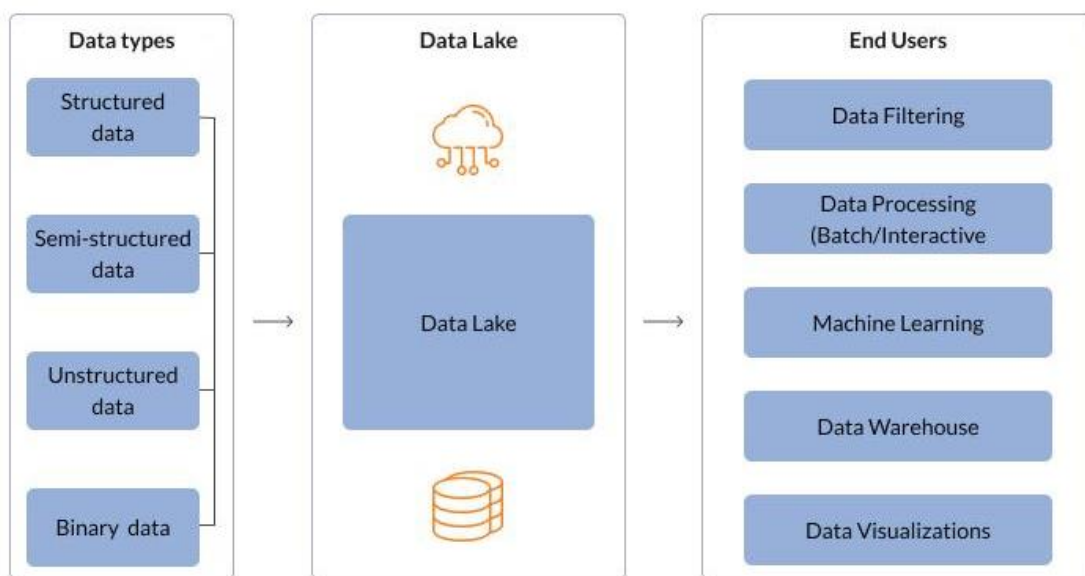 Data types
Structured
data
Semi-structured
data
Unstructured
data
Binary data
Data Lake
Data Lake
End Users
Data Filtering
Data Processing
(Batch/Interactive
Machine Learning
Data Warehouse
Data Visualizations